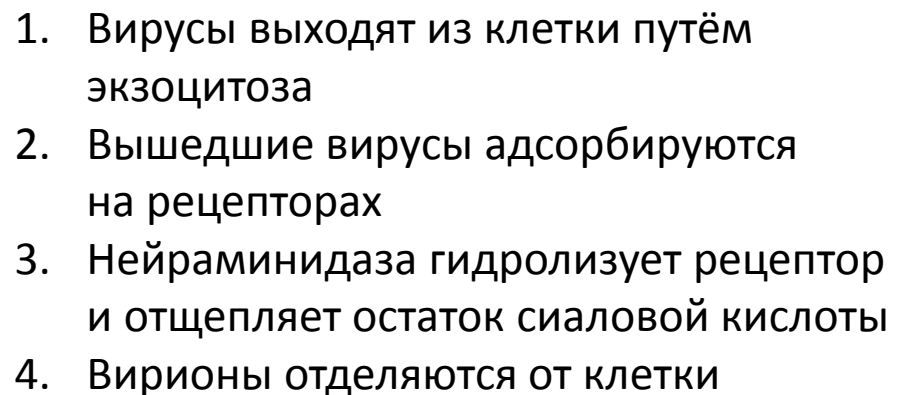 1. Вирусы выходят из клетки путём
экзоцитоза
2. Вышедшие вирусы адсорбируются
на рецепторах
3. Нейраминидаза гидролизует рецептор
и отщепляет остаток сиаловой кислоты
4. Вирионы отделяются от клетки